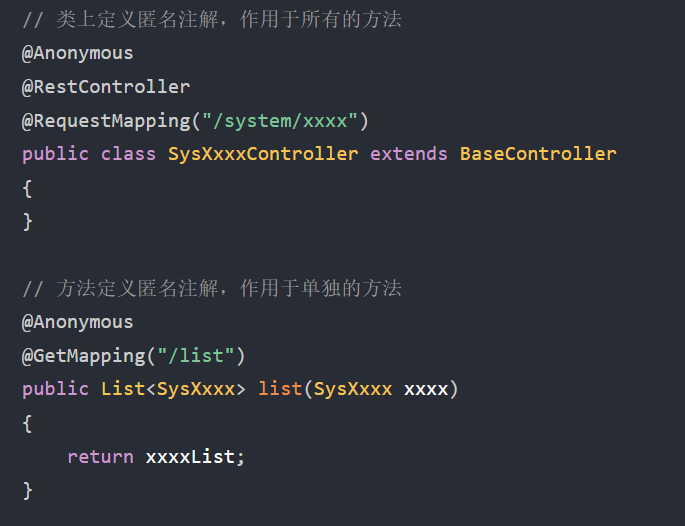 // 类上定义匿名注解，作用于所有的方法
@Anonymous
@RestController
@RequestMapping("/system/xxxx")
public class SysXxxxController extends BaseController
{
}
// 方法定义匿名注解，作用于单独的方法
@Anonymous
@GetMapping("/list")
public List<SysXxxx> list(SysXxxx xxxx)
{
    return xxxxList;
}